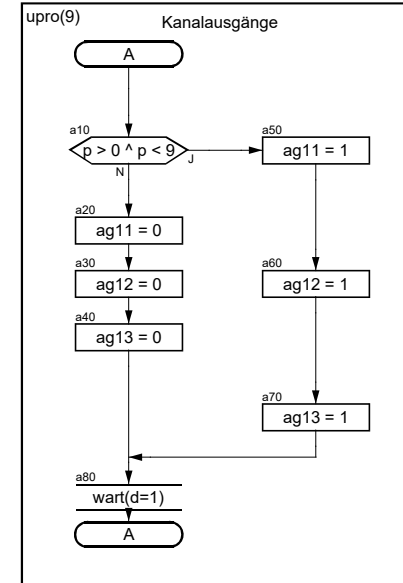 upro(9)
Kanalausgänge
A
a10
p > 0 ^ p < 9
J
N
a50
ag11 = 1
a20
ag11 = 0
a30
ag12 = 0
a60
ag12 = 1
a40
ag13 = 0
a70
ag13 = 1
a80
wart(d=1)
A